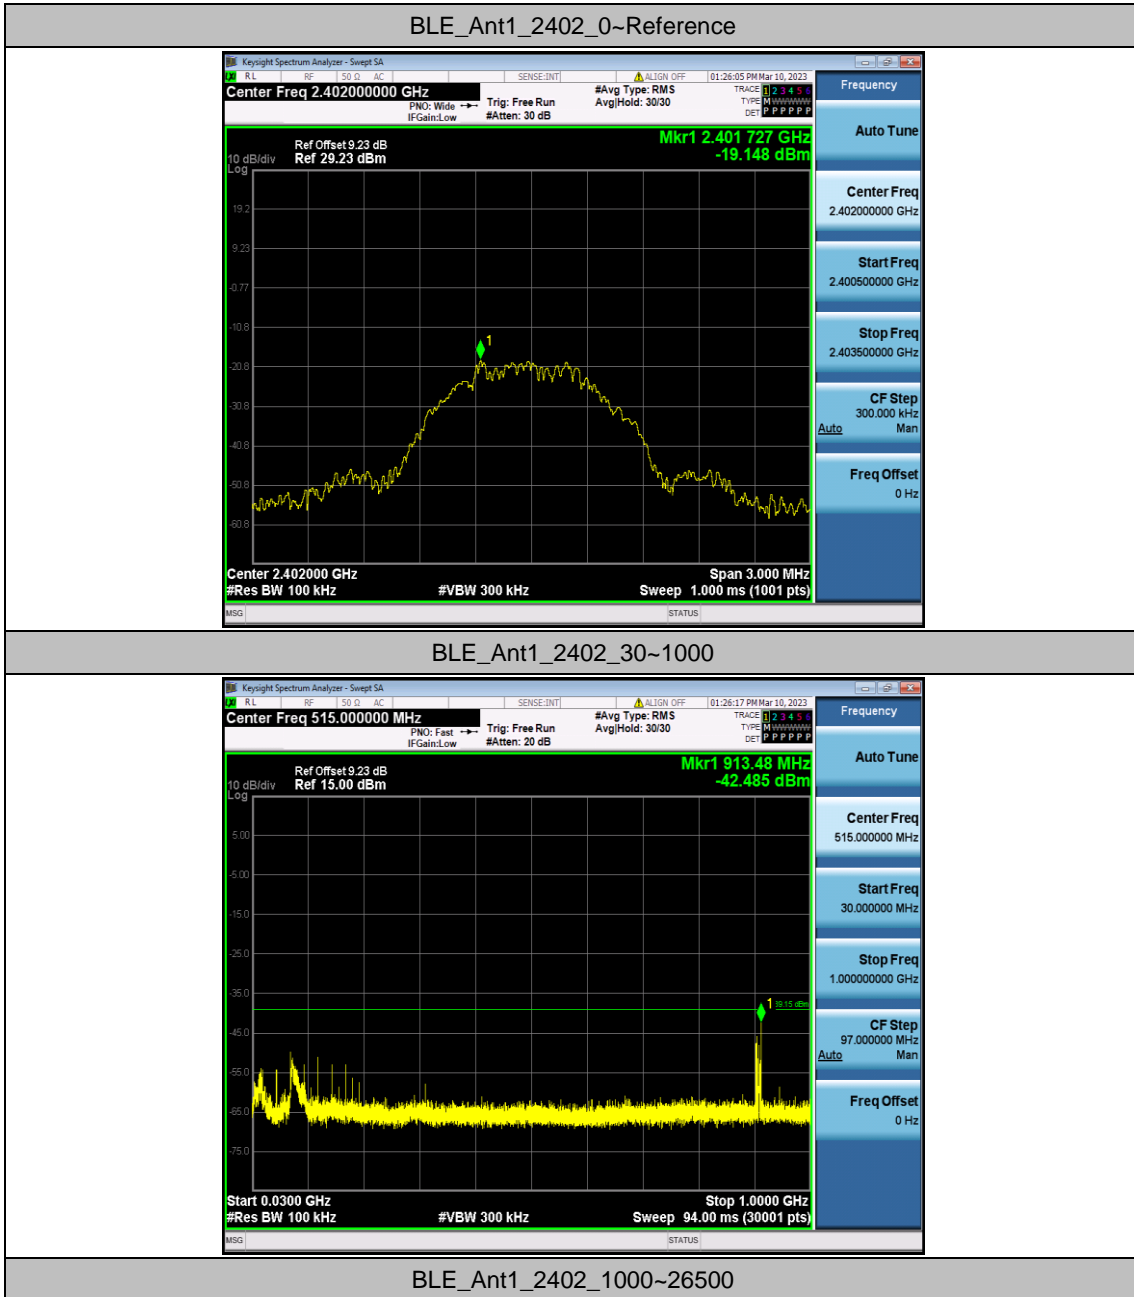 BLE_Ant1_2402_0~Reference
Keysight Spectrum Analyzer - Swept SA
RL RF 50 Ω AC SENSE:INT ALIGN OFF 01:26:05 PM Mar 10, 2023
Center Freq 2.402000000 GHz
PNO: Wide
IFGain:Low
Trig: Free Run
#Atten: 30 dB
#Avg Type: RMS
Avg|Hold: 30/30
TRACE 1 2 3 4 5 6
TYPE M WWWWW
DET P P P P P P
Frequency
Mkr1 2.401 727 GHz
-19.148 dBm
Ref Offset 9.23 dB
10 dB/div Ref 29.23 dBm
Log
19.2
9.23
-0.77
-10.8
-20.8
-30.8
-40.8
-50.8
-60.8
1
Center 2.402000 GHz
Span 3.000 MHz
#Res BW 100 kHz
#VBW 300 kHz
Sweep 1.000 ms (1001 pts)
MSG
STATUS
Auto Tune
Center Freq
2.402000000 GHz
Start Freq
2.400500000 GHz
Stop Freq
2.403500000 GHz
CF Step
300.000 kHz
Auto Man
Freq Offset
0 Hz
BLE_Ant1_2402_30~1000
Keysight Spectrum Analyzer - Swept SA
RL RF 50 Ω AC SENSE:INT ALIGN OFF 01:26:17 PM Mar 10, 2023
Center Freq 515.000000 MHz
PNO: Fast
IFGain:Low
Trig: Free Run
#Atten: 20 dB
#Avg Type: RMS
Avg|Hold: 30/30
TRACE 1 2 3 4 5 6
TYPE M WWWWW
DET P P P P P P
Frequency
Mkr1 913.48 MHz
-42.485 dBm
Ref Offset 9.23 dB
10 dB/div Ref 15.00 dBm
Log
5.00
-5.00
-15.0
-25.0
-35.0
-45.0
-55.0
-65.0
-75.0
1
Start 0.0300 GHz
Stop 1.0000 GHz
#Res BW 100 kHz
#VBW 300 kHz
Sweep 94.00 ms (30001 pts)
MSG
STATUS
Auto Tune
Center Freq
515.000000 MHz
Start Freq
30.000000 MHz
Stop Freq
1.000000000 GHz
CF Step
97.000000 MHz
Auto Man
Freq Offset
0 Hz
BLE_Ant1_2402_1000~26500